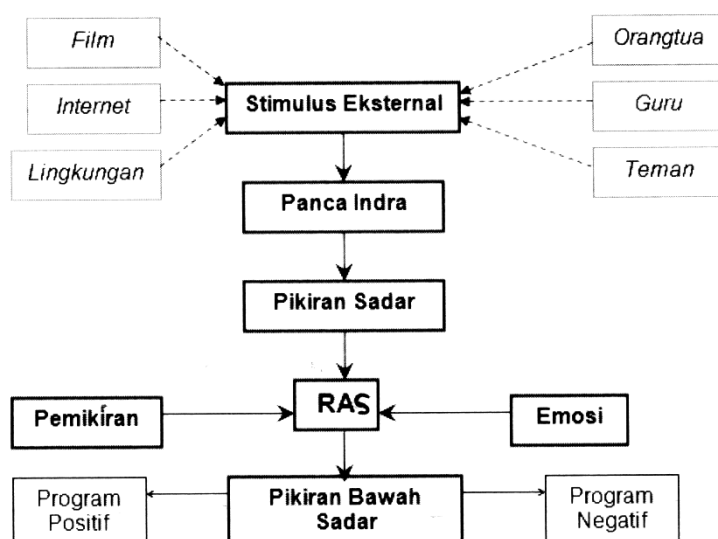 Film
Orangtua
Stimulus Eksternal
Internet
Guru
Lingkungan
Teman
Panca Indra
Pikiran Sadar
RAS
Pemikiran
Emosi
Program
Positif
Pikiran Bawah
Sadar
Program
Negatif